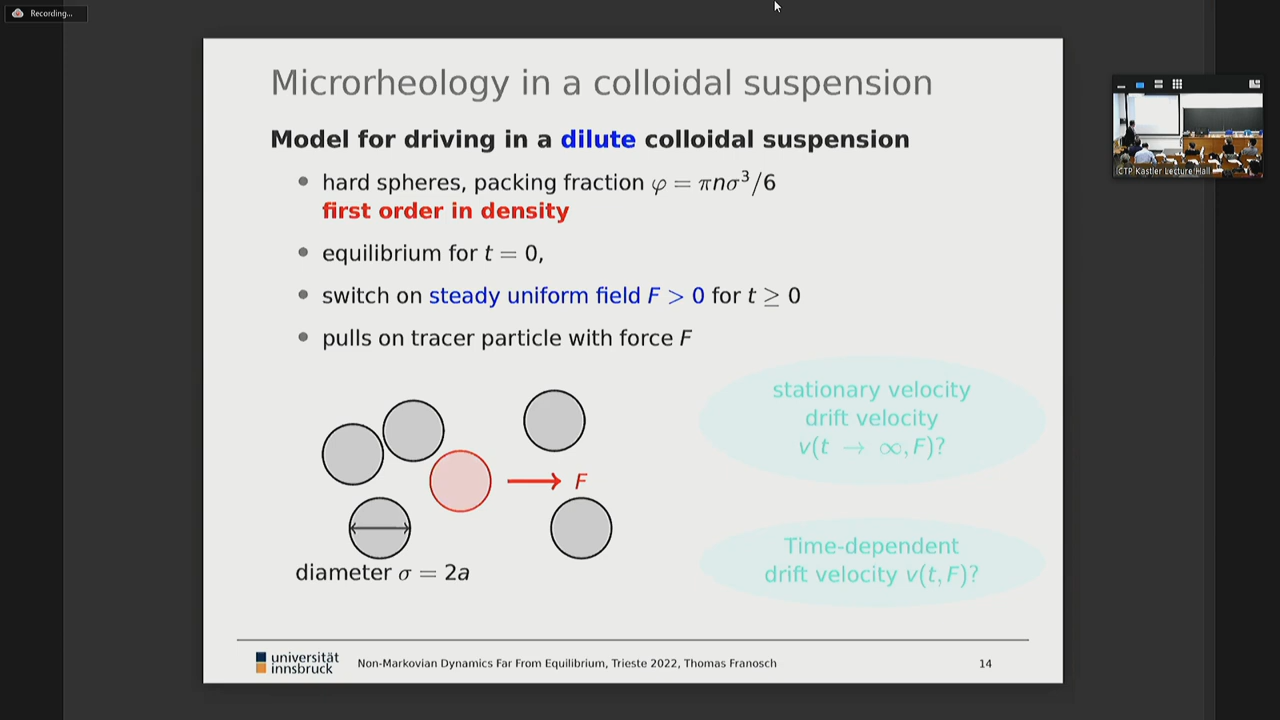 Recording...
Microrheology in a colloidal suspension
Model for driving in a dilute colloidal suspension
hard spheres, packing fraction φ = πnσ³/6
first order in density
equilibrium for t = 0,
switch on steady uniform field F > 0 for t ≥ 0
pulls on tracer particle with force F
stationary velocity
drift velocity
v(t → ∞, F)?
F
Time-dependent
drift velocity v(t, F)?
diameter σ = 2a
universität
innsbruck
Non-Markovian Dynamics Far From Equilibrium, Trieste 2022, Thomas Franosch
14
ICTP Kastler Lecture Hall